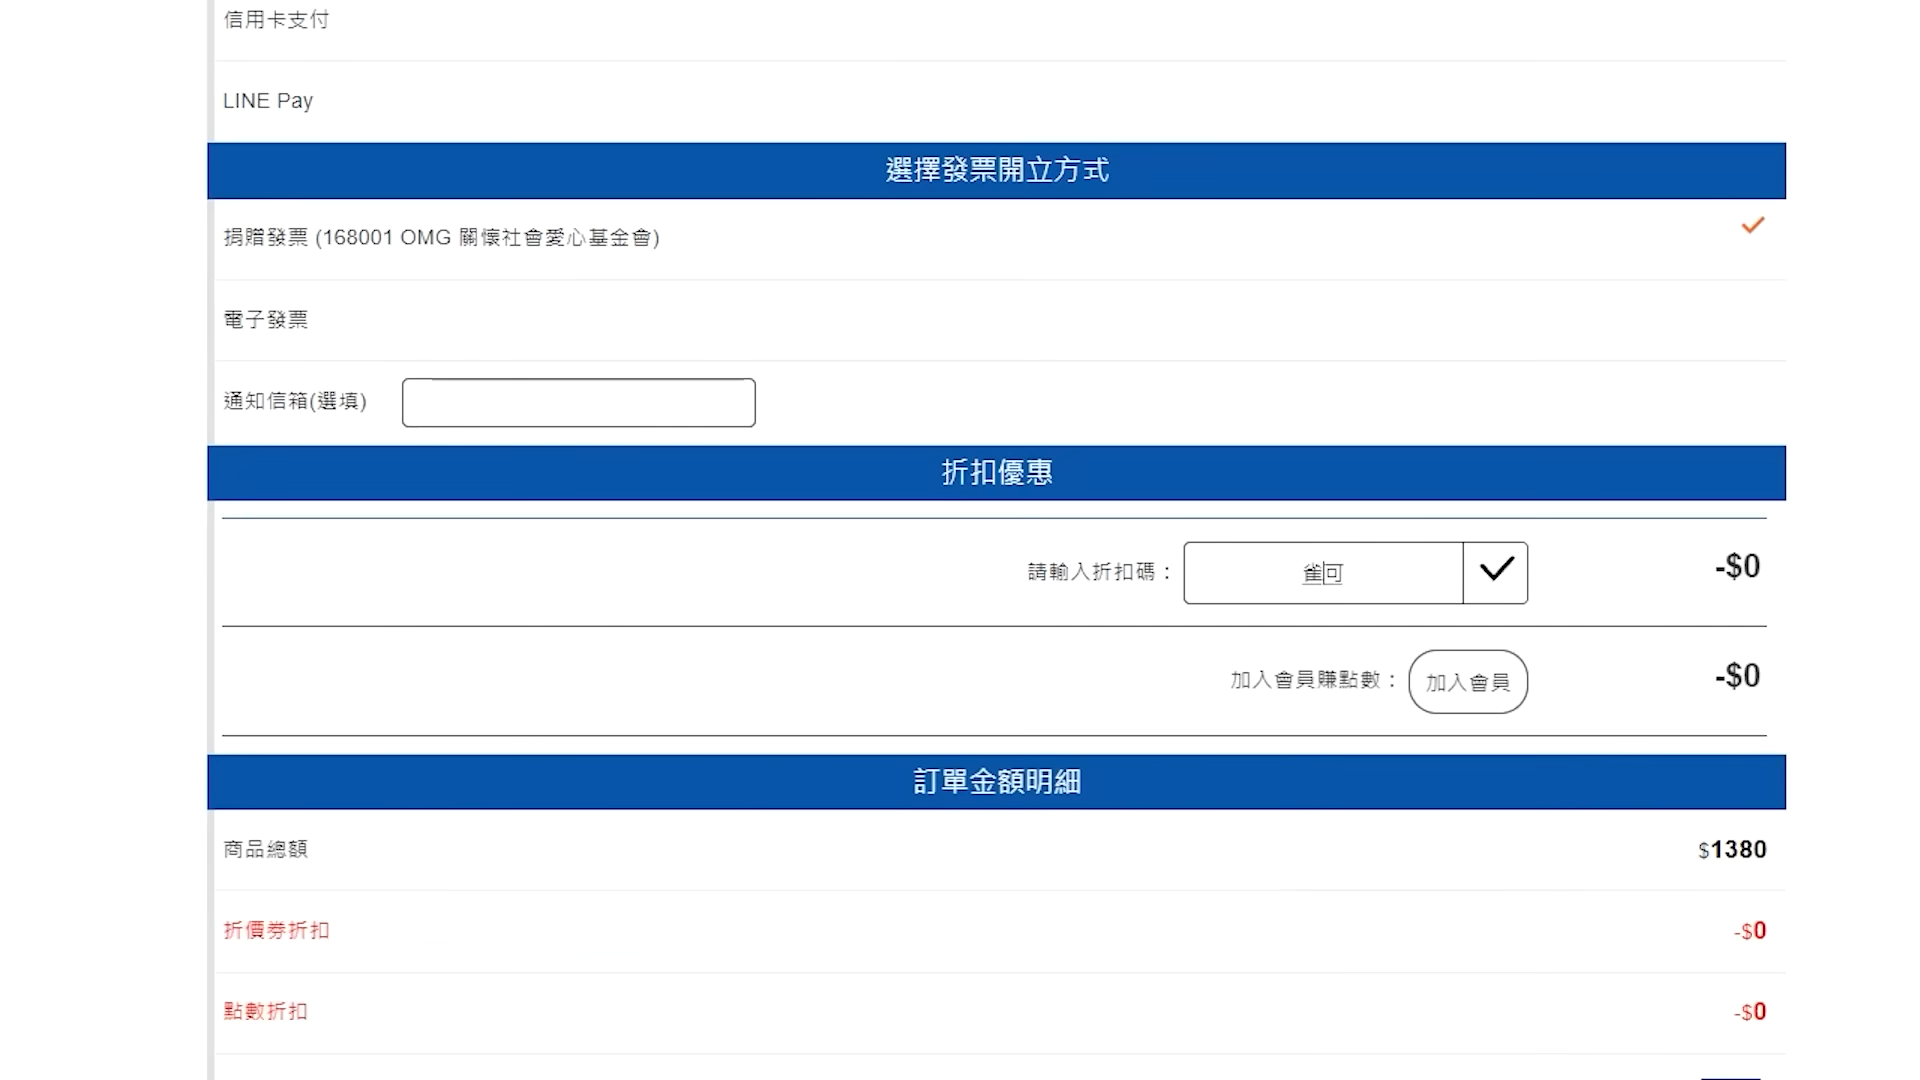 信用卡支付
LINE Pay
選擇發票開立方式
捐贈發票 (168001 OMG 關懷社會愛心基金會)
電子發票
通知信箱(選填)
折扣優惠
請輸入折扣碼： 雀可 -$0
加入會員賺點數： 加入會員 -$0
訂單金額明細
商品總額 $1380
折價券折扣 -$0
點數折扣 -$0